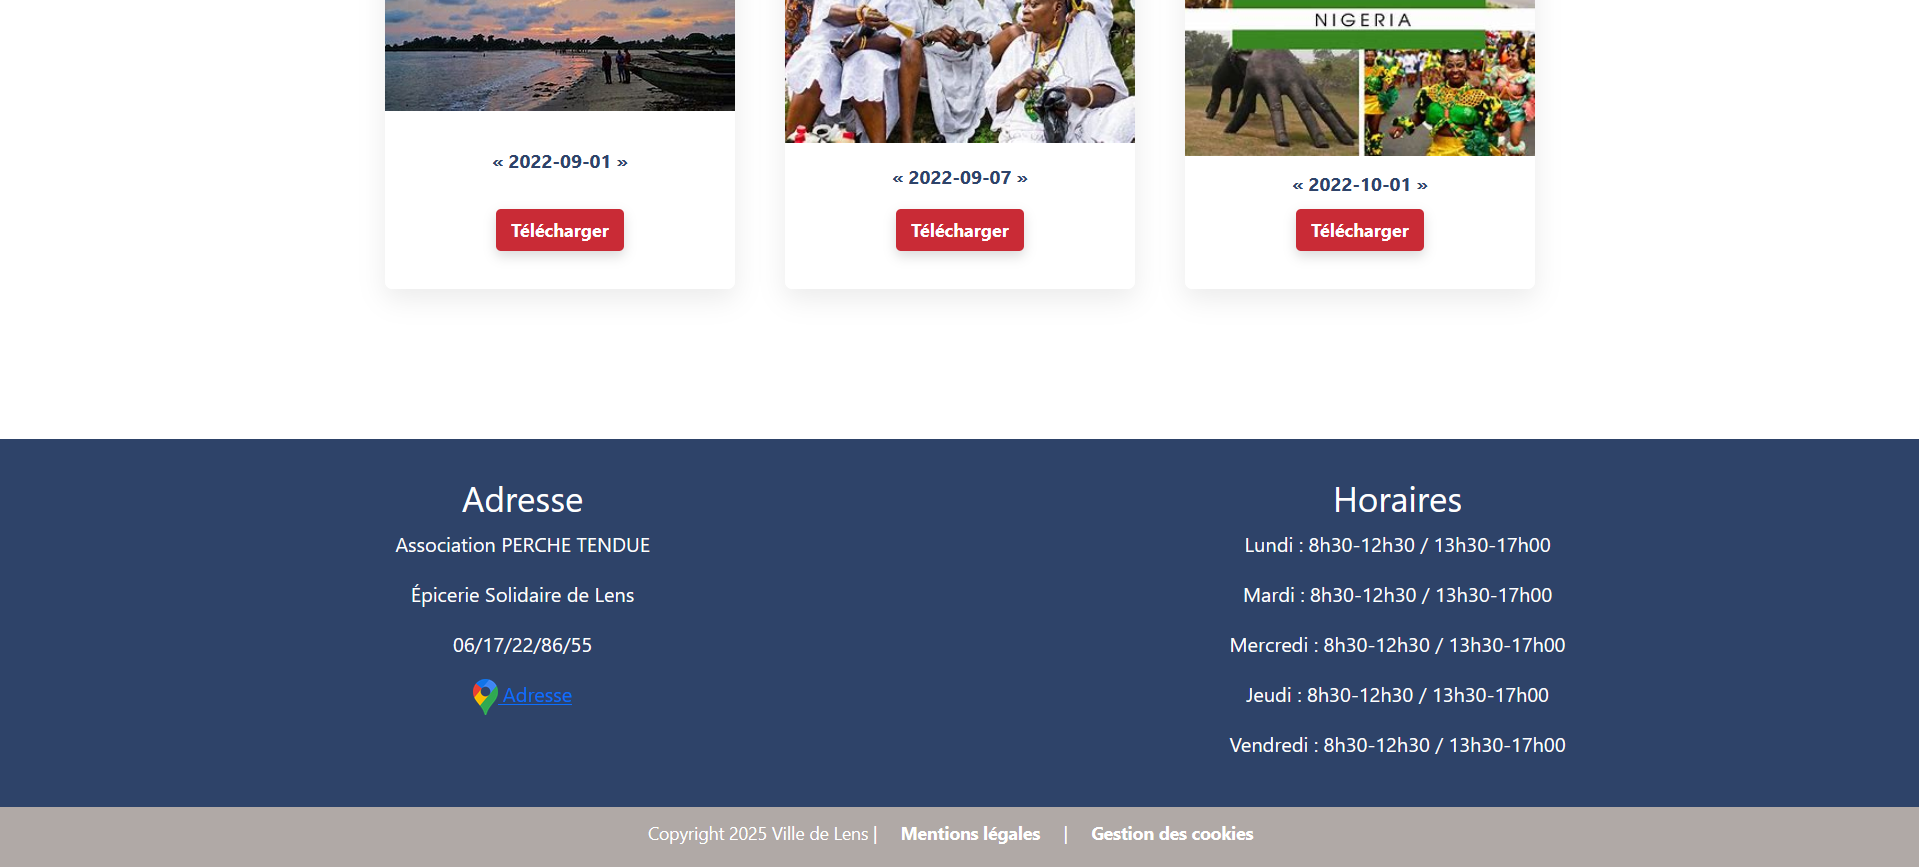 NIGERIA
« 2022-09-01 »
Télécharger
« 2022-09-07 »
Télécharger
« 2022-10-01 »
Télécharger
Adresse
Association PERCHE TENDUE
Épicerie Solidaire de Lens
06/17/22/86/55
Adresse
Horaires
Lundi : 8h30-12h30 / 13h30-17h00
Mardi : 8h30-12h30 / 13h30-17h00
Mercredi : 8h30-12h30 / 13h30-17h00
Jeudi : 8h30-12h30 / 13h30-17h00
Vendredi : 8h30-12h30 / 13h30-17h00
Copyright 2025 Ville de Lens | Mentions légales | Gestion des cookies